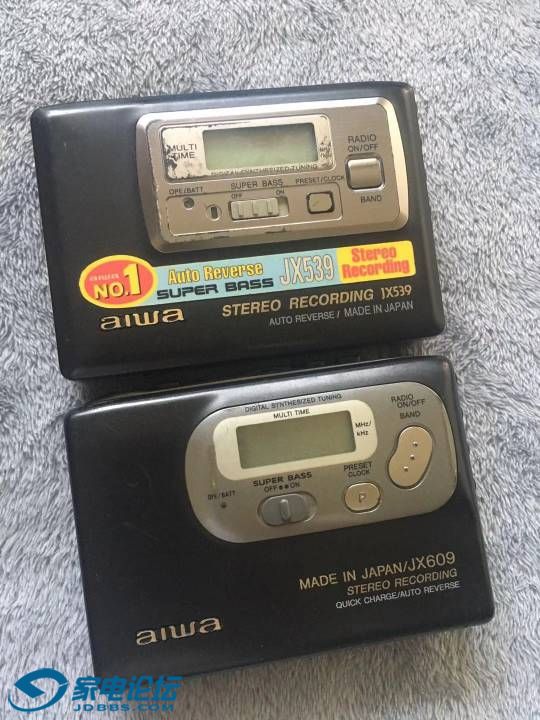 MULTI
TIME
DIGITAL SYNTHESIZED TUNING
RADIO
ON/OFF
OPE/BATT
SUPER BASS
OFF
ON
PRESET/CLOCK
BAND
aiwa
NO.1
Auto Reverse
SUPER BASS
JX539
Stereo
Recording
STEREO RECORDING JX539
aiwa
AUTO REVERSE / MADE IN JAPAN
DIGITAL SYNTHESIZED TUNING
MULTI TIME
RADIO
ON/OFF
MHz/
kHz
BAND
SUPER BASS
OFF ON
PRESET
CLOCK
P
MADE IN JAPAN/JX609
STEREO RECORDING
QUICK CHARGE/AUTO REVERSE
aiwa
家电论坛
JDBBS.COM